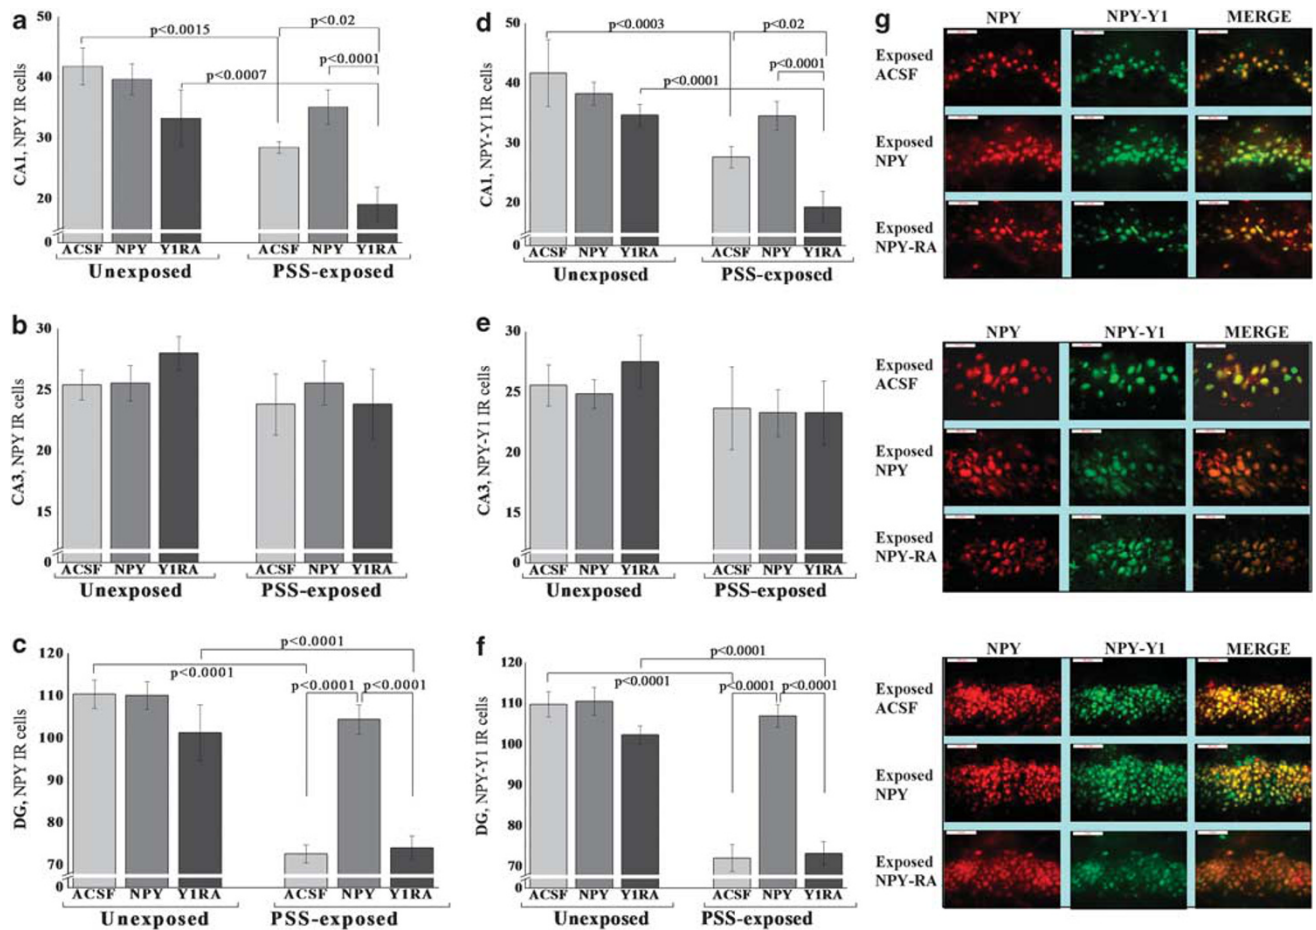 a
50
40
30
20
0
CA1, NPY IR cells
p<0.0015
p<0.02
p<0.0001
p<0.0007
ACSF NPY Y1RA ACSF NPY Y1RA
Unexposed PSS-exposed
b
30
25
20
15
0
CA3, NPY IR cells
ACSF NPY Y1RA ACSF NPY Y1RA
Unexposed PSS-exposed
c
120
110
100
90
80
70
0
DG, NPY IR cells
p<0.0001
p<0.0001
p<0.0001 p<0.0001
ACSF NPY Y1RA ACSF NPY Y1RA
Unexposed PSS-exposed
d
50
40
30
20
0
CA1, NPY-Y1 IR cells
p<0.0003
p<0.02
p<0.0001
p<0.0001
ACSF NPY Y1RA ACSF NPY Y1RA
Unexposed PSS-exposed
e
30
25
20
15
0
CA3, NPY-Y1 IR cells
ACSF NPY Y1RA ACSF NPY Y1RA
Unexposed PSS-exposed
f
120
110
100
90
80
70
0
DG, NPY-Y1 IR cells
p<0.0001
p<0.0001
p<0.0001 p<0.0001
ACSF NPY Y1RA ACSF NPY Y1RA
Unexposed PSS-exposed
g
NPY NPY-Y1 MERGE
Exposed
ACSF
Exposed
NPY
Exposed
NPY-RA
NPY NPY-Y1 MERGE
Exposed
ACSF
Exposed
NPY
Exposed
NPY-RA
NPY NPY-Y1 MERGE
Exposed
ACSF
Exposed
NPY
Exposed
NPY-RA